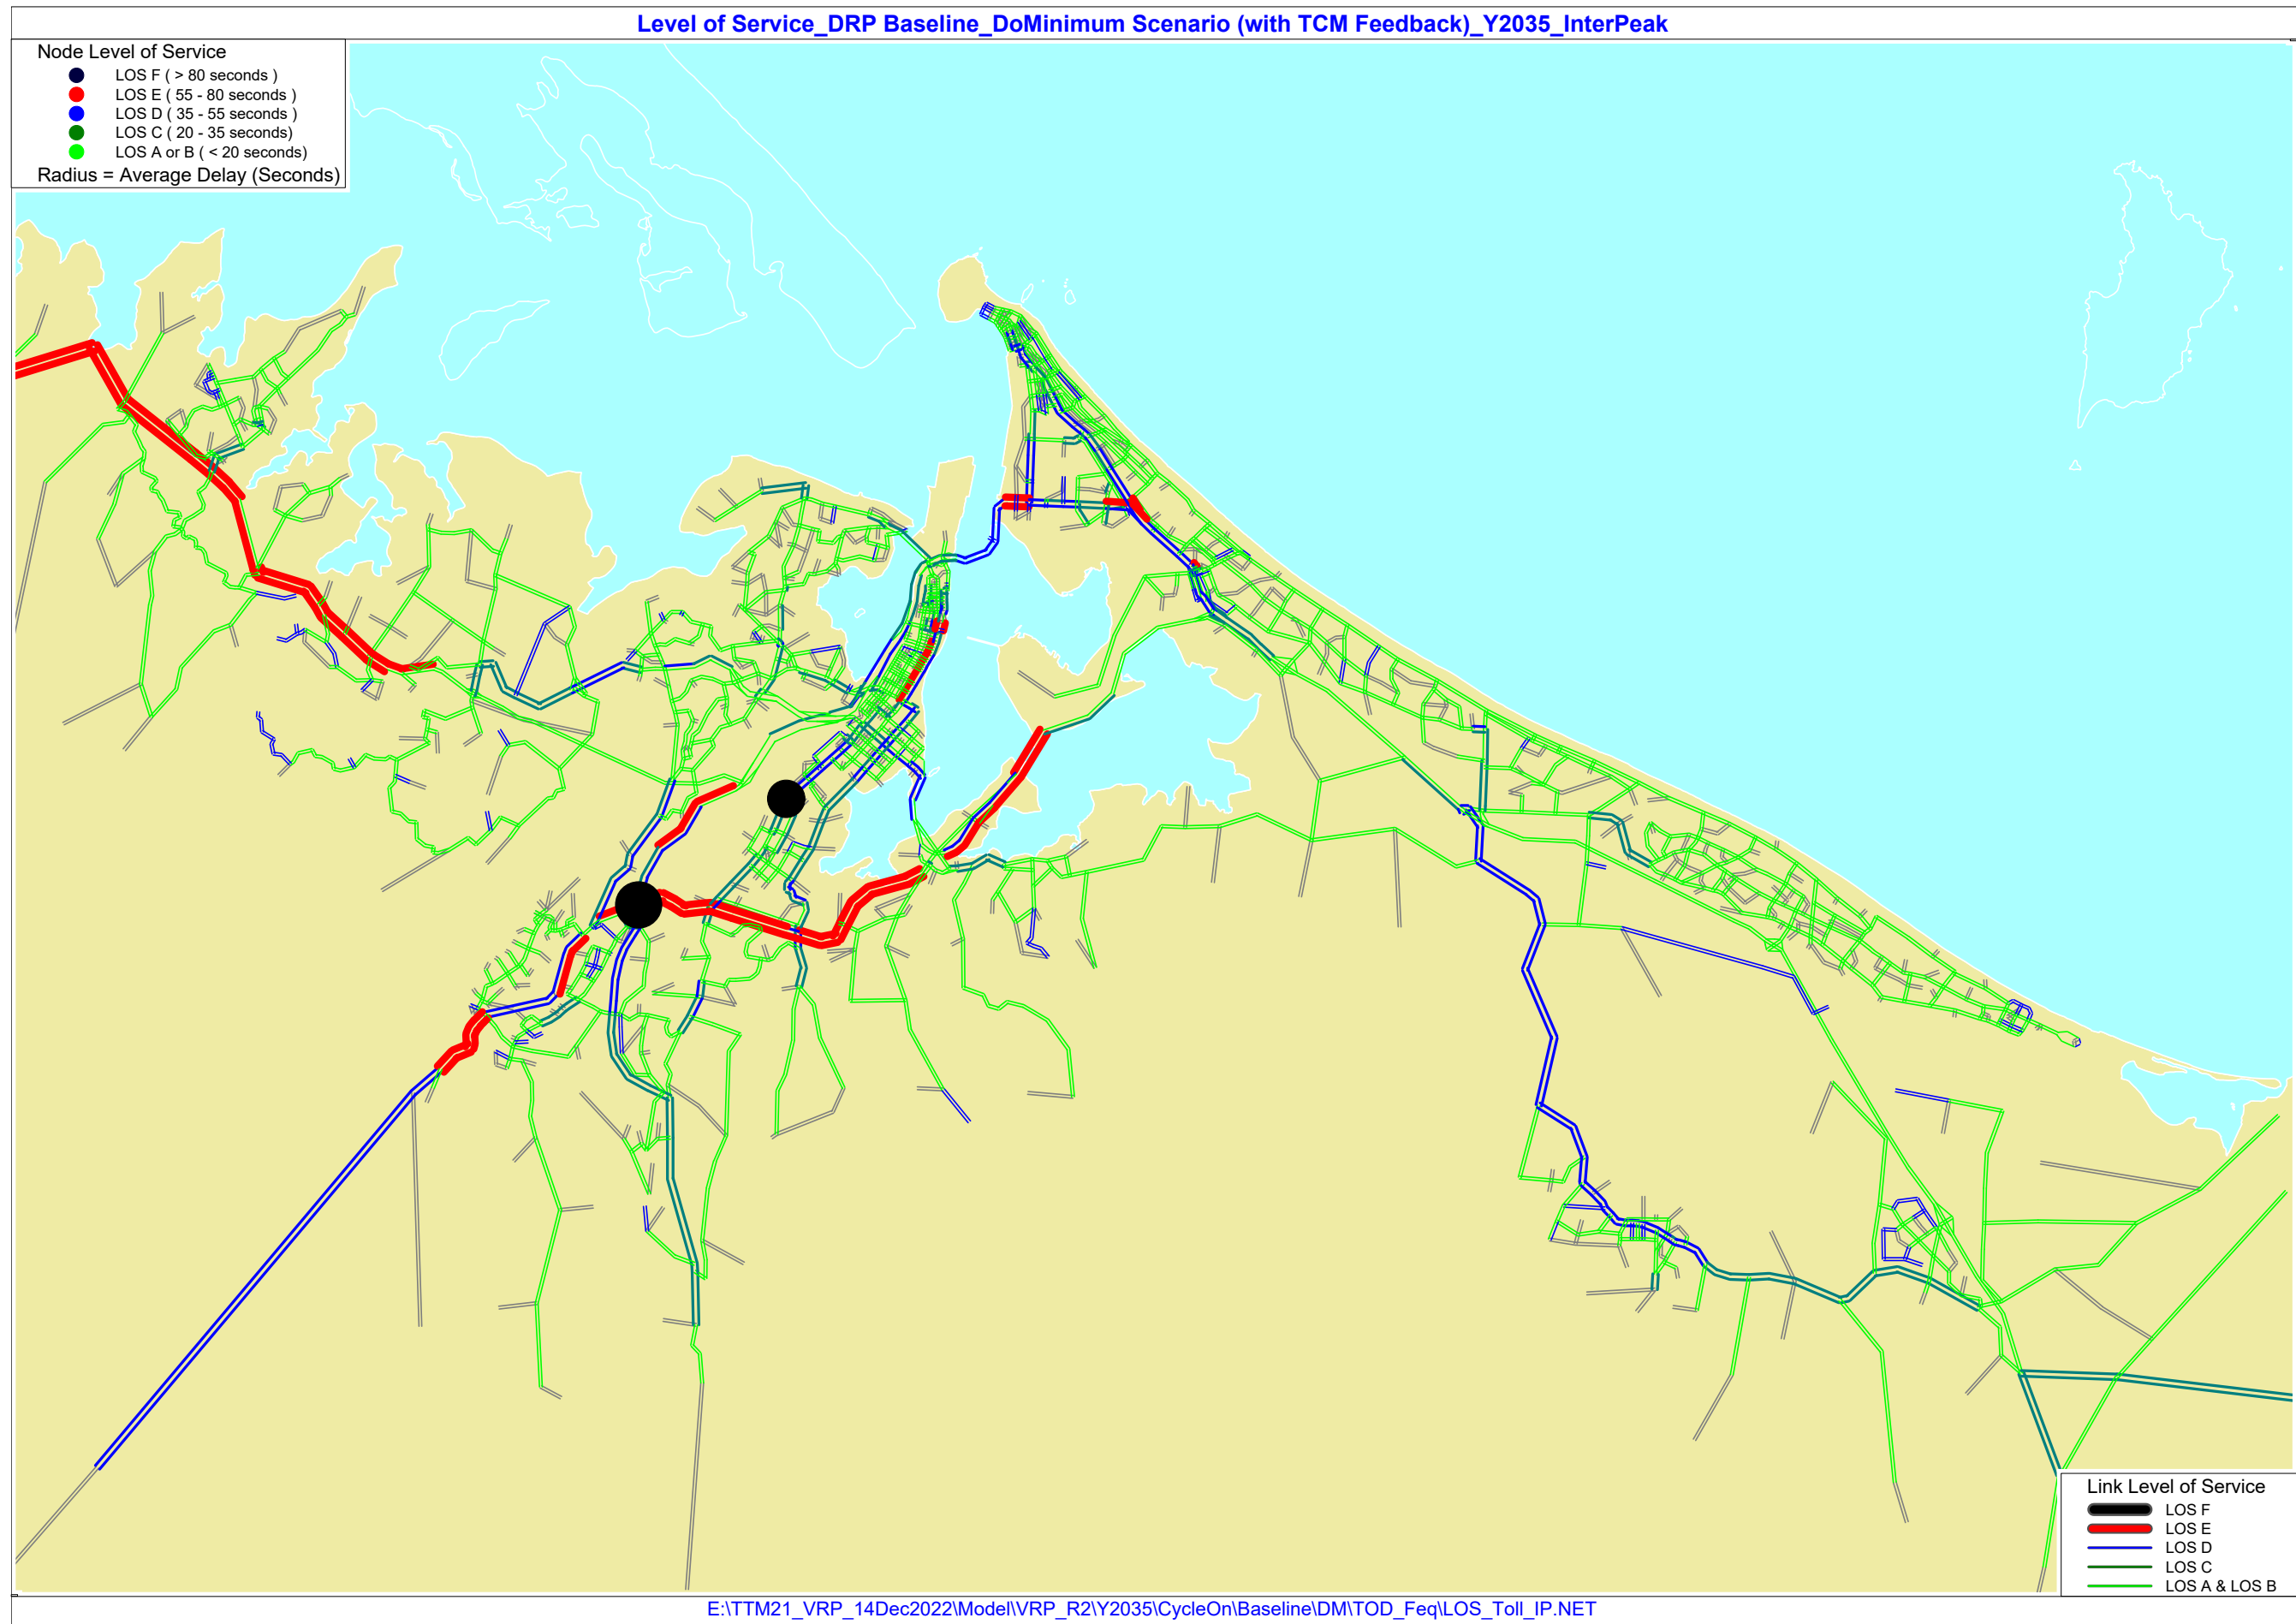 Level of Service_DRP Baseline_DoMinimum Scenario (with TCM Feedback)_Y2035_InterPeak
Node Level of Service
LOS F ( > 80 seconds )
LOS E ( 55 - 80 seconds )
LOS D ( 35 - 55 seconds )
LOS C ( 20 - 35 seconds)
LOS A or B ( < 20 seconds)
Radius = Average Delay (Seconds)
Link Level of Service
LOS F
LOS E
LOS D
LOS C
LOS A & LOS B
E:\TTM21_VRP_14Dec2022\Model\VRP_R2\Y2035\CycleOn\Baseline\DM\TOD_Feq\LOS_Toll_IP.NET